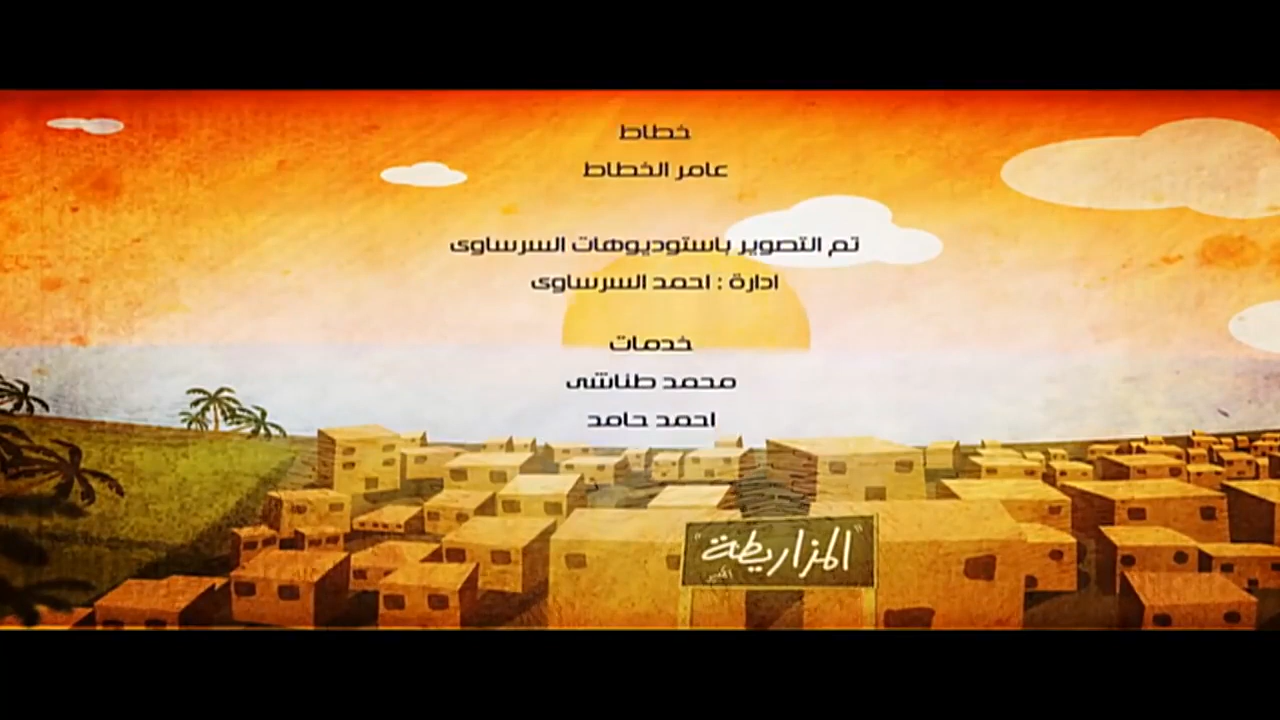 خطاط
عامر الخطاط
تم التصوير باستوديوهات السرساوى
ادارة : احمد السرساوى
خدمات
محمد طناشى
احمد حامد
"المزاريطة"